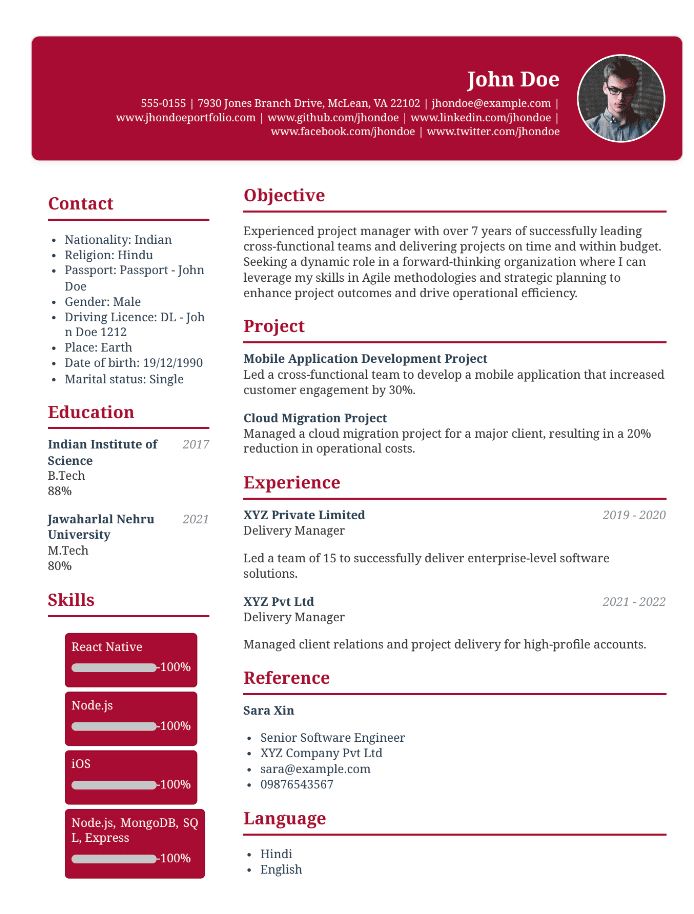 John Doe
555-0155 | 7930 Jones Branch Drive, McLean, VA 22102 | jhondoe@example.com |
www.jhondoeportfolio.com | www.github.com/jhondoe | www.linkedin.com/jhondoe |
www.facebook.com/jhondoe | www.twitter.com/jhondoe
Contact
• Nationality: Indian
• Religion: Hindu
• Passport: Passport - John
Doe
• Gender: Male
• Driving Licence: DL - Joh
n Doe 1212
• Place: Earth
• Date of birth: 19/12/1990
• Marital status: Single
Education
Indian Institute of 2017
Science
B.Tech
88%
Jawaharlal Nehru 2021
University
M.Tech
80%
Skills
React Native
-100%
Node.js
-100%
iOS
-100%
Node.js, MongoDB, SQ
L, Express
-100%
Objective
Experienced project manager with over 7 years of successfully leading
cross-functional teams and delivering projects on time and within budget.
Seeking a dynamic role in a forward-thinking organization where I can
leverage my skills in Agile methodologies and strategic planning to
enhance project outcomes and drive operational efficiency.
Project
Mobile Application Development Project
Led a cross-functional team to develop a mobile application that increased
customer engagement by 30%.
Cloud Migration Project
Managed a cloud migration project for a major client, resulting in a 20%
reduction in operational costs.
Experience
XYZ Private Limited 2019 - 2020
Delivery Manager
Led a team of 15 to successfully deliver enterprise-level software
solutions.
XYZ Pvt Ltd 2021 - 2022
Delivery Manager
Managed client relations and project delivery for high-profile accounts.
Reference
Sara Xin
• Senior Software Engineer
• XYZ Company Pvt Ltd
• sara@example.com
• 09876543567
Language
• Hindi
• English